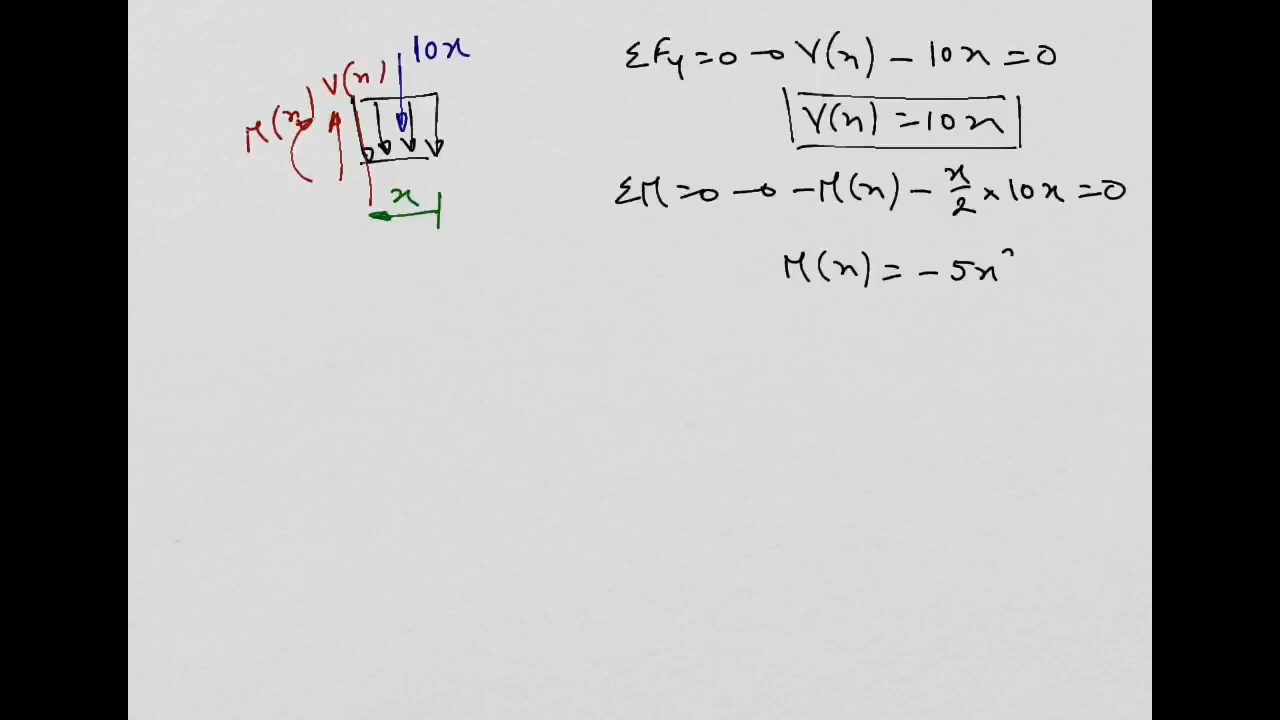 10x
V(x)
M(x)
x
ΣFy = 0 → V(x) - 10x = 0
V(x) = 10x
ΣM = 0 → -M(x) - x/2 × 10x = 0
M(x) = - 5x²